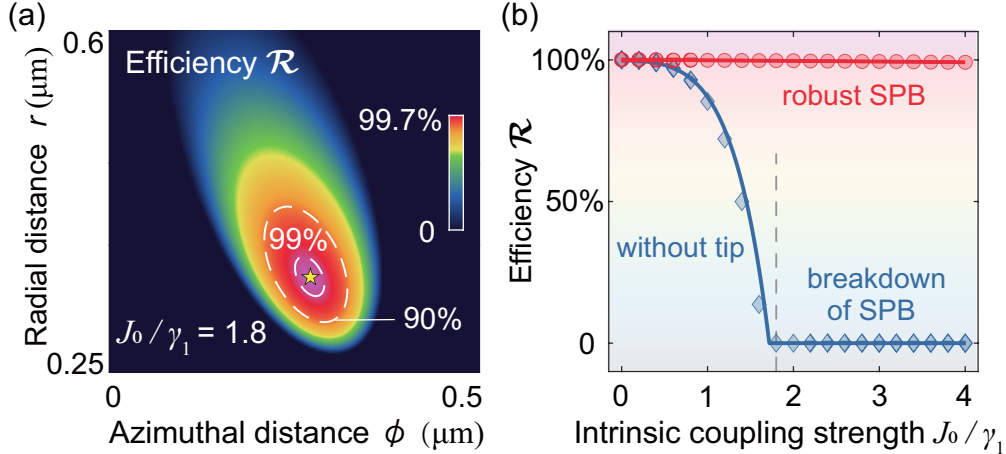 (a)
0.6
Efficiency 𝓡
99.7%
0
99%
90%
J₀ / γ₁ = 1.8
0.25
0
0.5
Radial distance r (μm)
Azimuthal distance ϕ (μm)
(b)
100%
50%
0
robust SPB
without tip
breakdown
of SPB
0
1
2
3
4
Efficiency 𝓡
Intrinsic coupling strength J₀ / γ₁